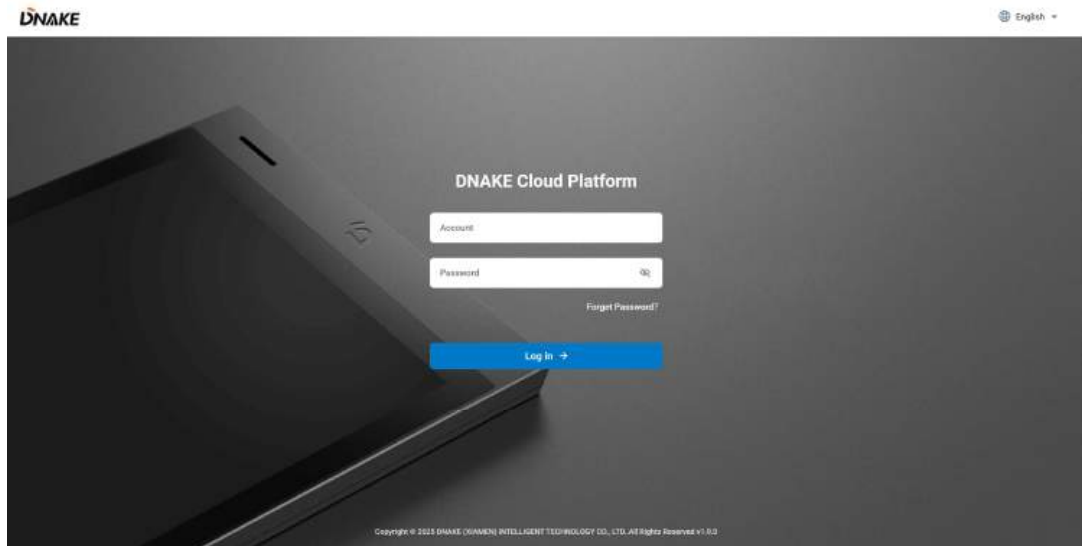 DNAKE
English
DNAKE Cloud Platform
Account
Password
Forget Password?
Log in →
Copyright © 2025 DNAKE (XIAMEN) INTELLIGENT TECHNOLOGY CO., LTD. All Rights Reserved v1.9.0